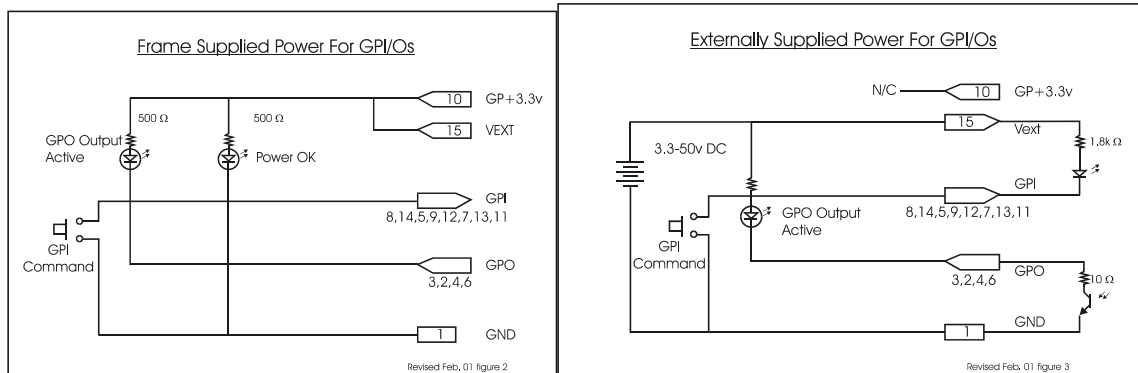 Frame Supplied Power For GPI/Os
10 GP+3.3v
500 Ω 500 Ω
15 VEXT
GPO Output
Active
Power OK
GPI
8,14,5,9,12,7,13,11
GPI
Command
GPO
3,2,4,6
1 GND
Revised Feb, 01 figure 2
Externally Supplied Power For GPI/Os
N/C 10 GP+3.3v
15
Vext
3.3-50v DC
1.8k Ω
GPI
8,14,5,9,12,7,13,11
GPO Output
Active
GPI
Command
GPO
3,2,4,6
10 Ω
GND
1
Revised Feb. 01 figure 3